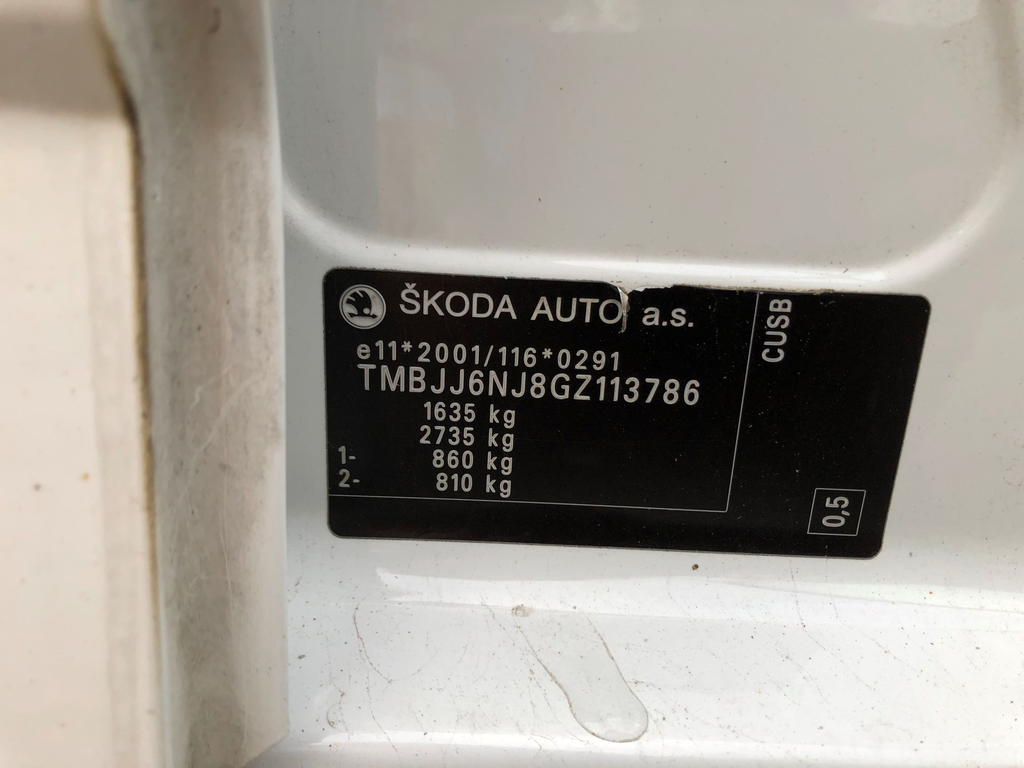 ŠKODA AUTO a.s.
e11*2001/116*0291
TMBJJ6NJ8GZ113786
1635 kg
2735 kg
1- 860 kg
2- 810 kg
CUSB
0,5